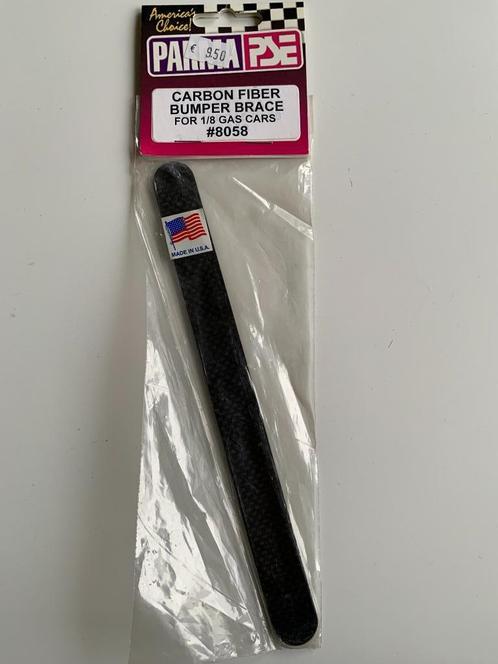 America's
Choice!
PARMA PSE
€ 9.50
CARBON FIBER
BUMPER BRACE
FOR 1/8 GAS CARS
#8058
MADE IN U.S.A.